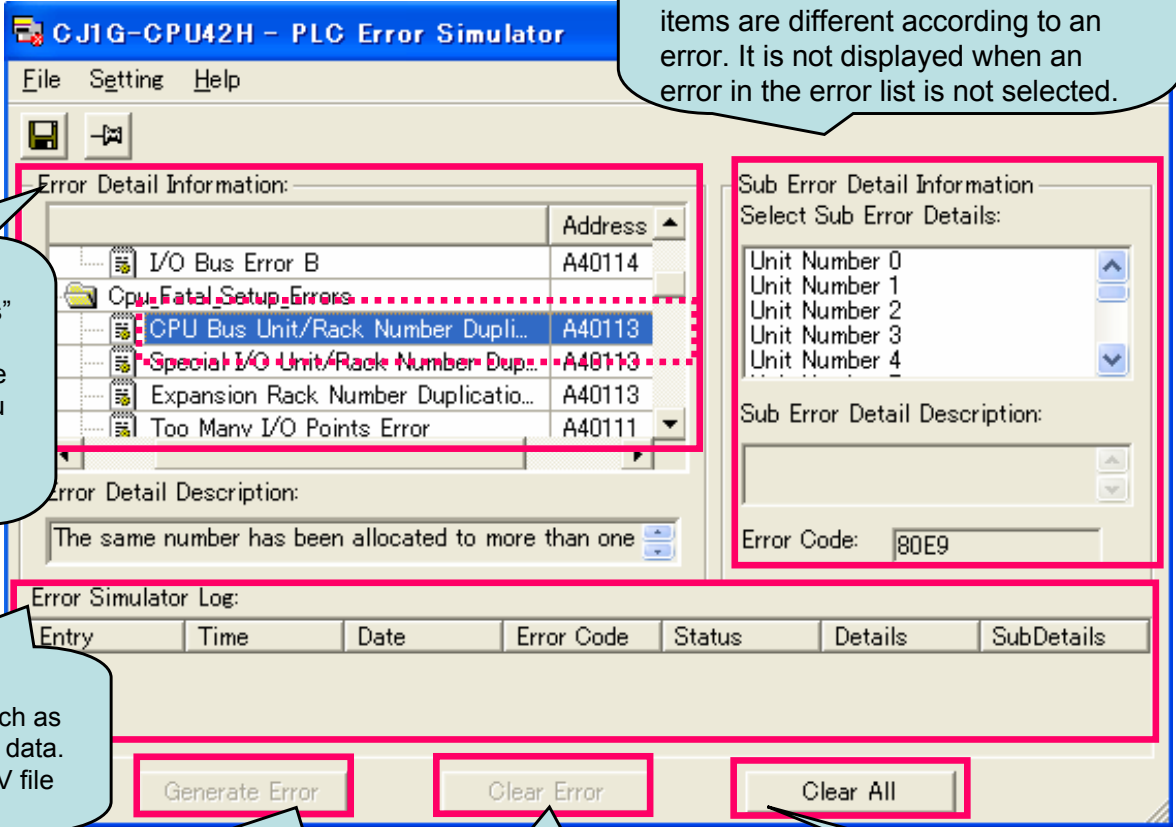 items are different according to an
error. It is not displayed when an
error in the error list is not selected.
CJ1G-CPU42H - PLC Error Simulator
File Setting Help
Error Detail Information:
Address
I/O Bus Error B A40114
Cpu_Fatal_Setup_Errors
CPU Bus Unit/Rack Number Dupli... A40113
Special I/O Unit/Rack Number Dup... A40113
Expansion Rack Number Duplicatio... A40113
Too Many I/O Points Error A40111
Error Detail Description:
The same number has been allocated to more than one
Sub Error Detail Information
Select Sub Error Details:
Unit Number 0
Unit Number 1
Unit Number 2
Unit Number 3
Unit Number 4
Sub Error Detail Description:
Error Code: 80E9
Error Simulator Log:
Entry Time Date Error Code Status Details SubDetails
ch as
data.
V file
Generate Error Clear Error Clear All